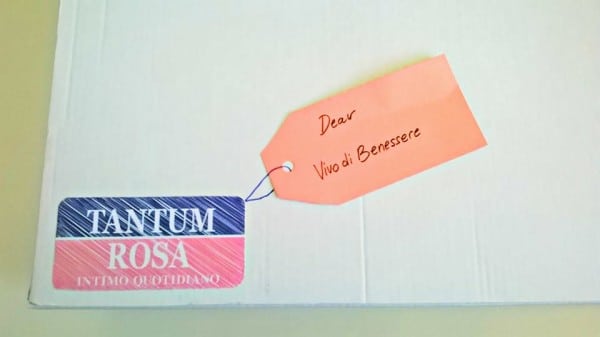 Dear
Vivo di Benessere
TANTUM
ROSA
INTIMO QUOTIDIANO